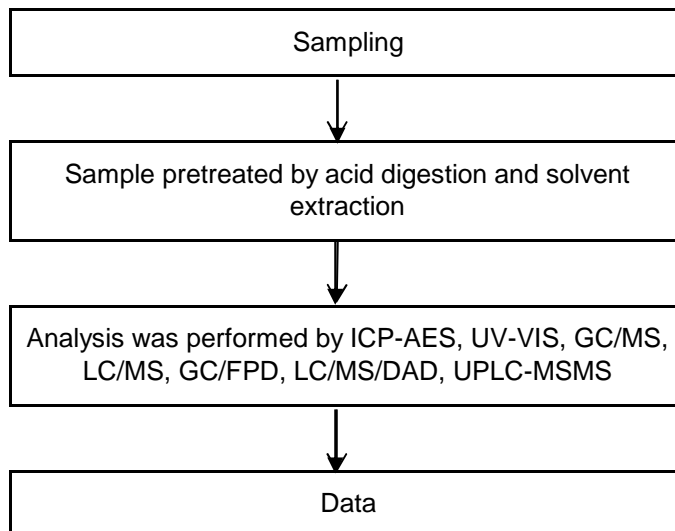 Sampling
Sample pretreated by acid digestion and solvent
extraction
Analysis was performed by ICP-AES, UV-VIS, GC/MS,
LC/MS, GC/FPD, LC/MS/DAD, UPLC-MSMS
Data